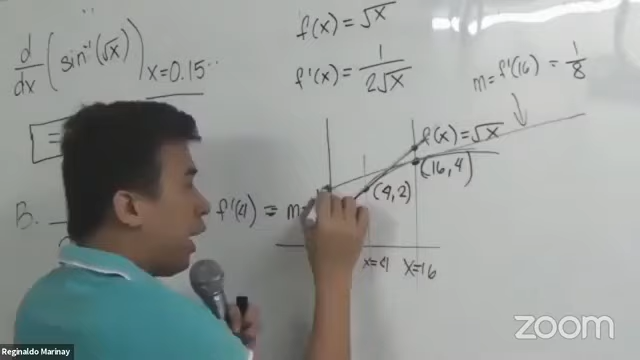 d/dx (sin⁻¹(√x)) x=0.15
=
B.
f'(x) = √x
f'(x) = 1/(2√x)
m = f'(16) = 1/8
f(x) = √x
(16,4)
(4,2)
f'(4) = m =
x=4 x=16
Reginaldo Marinay
zoom